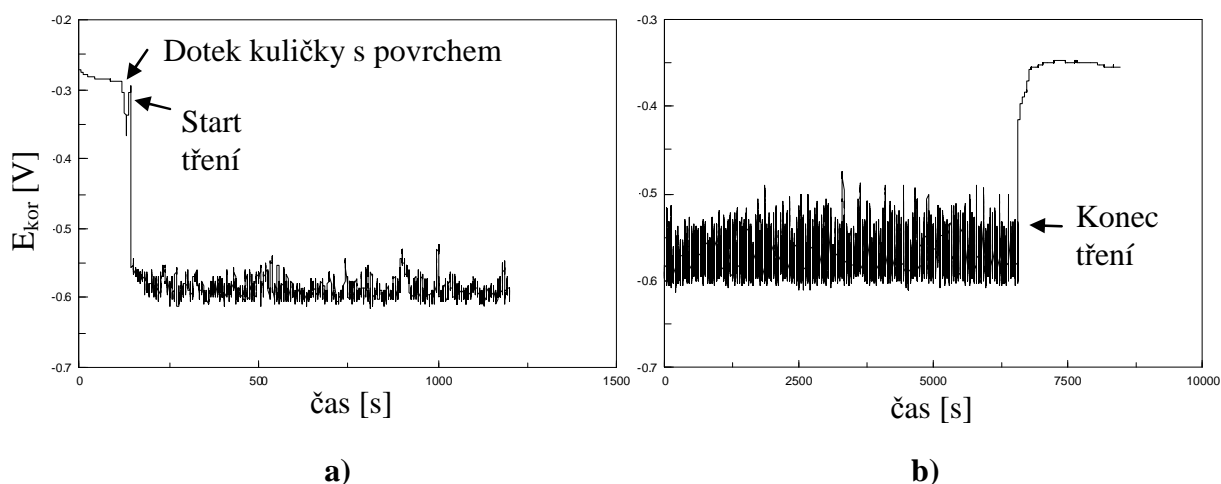 -0.2
-0.3
-0.4
-0.5
-0.6
-0.7
E_kor [V]
Dotek kuličky s povrchem
Start
tření
0
500
1000
1500
čas [s]
a)
-0.3
-0.4
-0.5
-0.6
-0.7
Konec
tření
0
2500
5000
7500
10000
čas [s]
b)